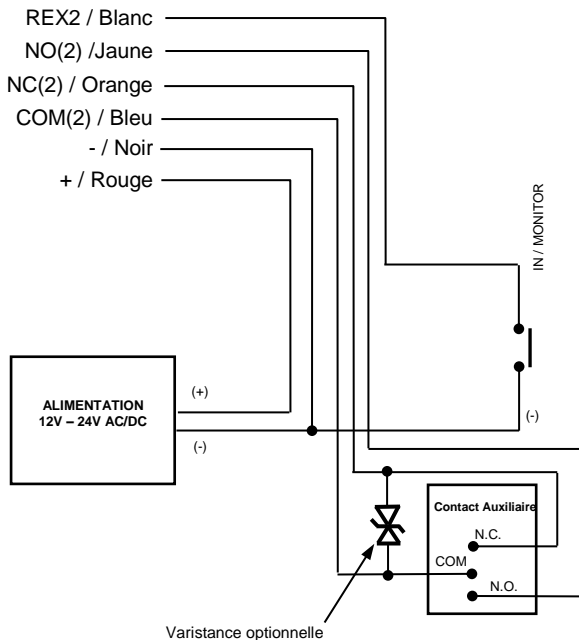 REX2 / Blanc
NO(2) /Jaune
NC(2) / Orange
COM(2) / Bleu
- / Noir
+ / Rouge
IN / MONITOR
ALIMENTATION
12V – 24V AC/DC
(+)
(-)
(-)
Contact Auxiliaire
N.C.
COM
N.O.
Varistance optionnelle